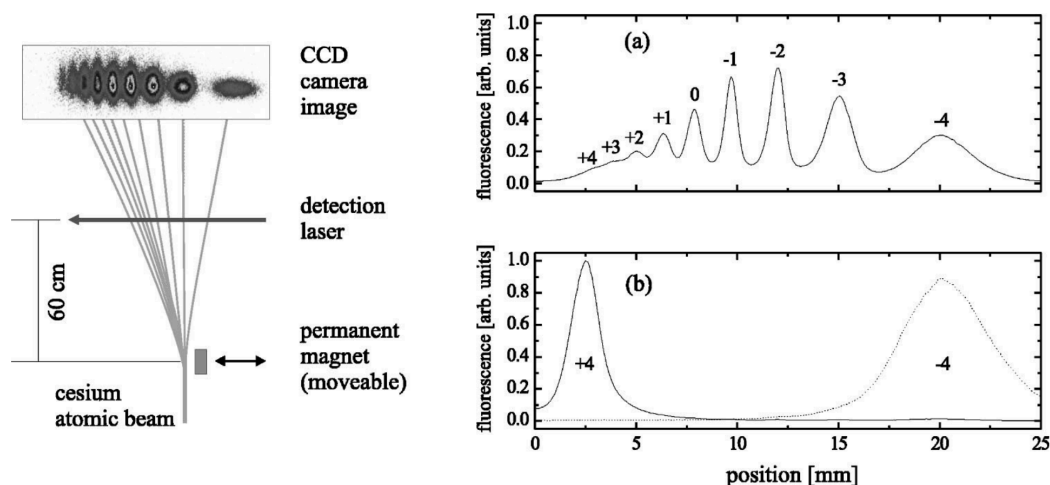 CCD
camera
image
detection
laser
60 cm
permanent
magnet
(moveable)
cesium
atomic beam
fluorescence [arb. units]
1.0
0.8
0.6
0.4
0.2
0.0
(a)
+4
+3
+2
+1
0
-1
-2
-3
-4
fluorescence [arb. units]
1.0
0.8
0.6
0.4
0.2
0.0
(b)
+4
-4
0 5 10 15 20 25
position [mm]